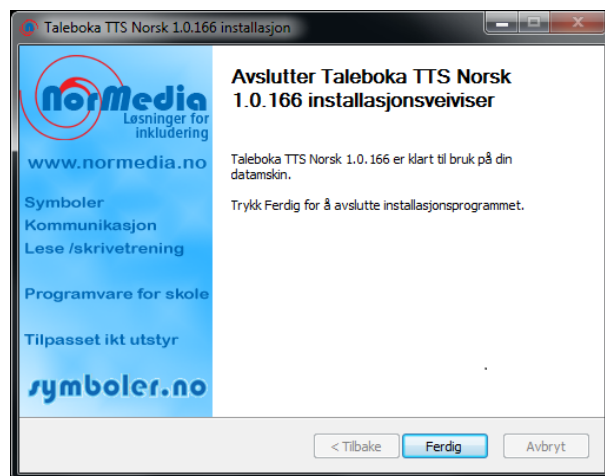 Taleboka TTS Norsk 1.0.166 installasjon
NorMedia
Løsninger for
inkludering
www.normedia.no
Symboler
Kommunikasjon
Lese /skrivetrening
Programvare for skole
Tilpasset ikt utstyr
symboler.no
Avslutter Taleboka TTS Norsk
1.0.166 installasjonsveiviser
Taleboka TTS Norsk 1.0.166 er klart til bruk på din
datamskin.
Trykk Ferdig for å avslutte installasjonsprogrammet.
< Tilbake
Ferdig
Avbryt